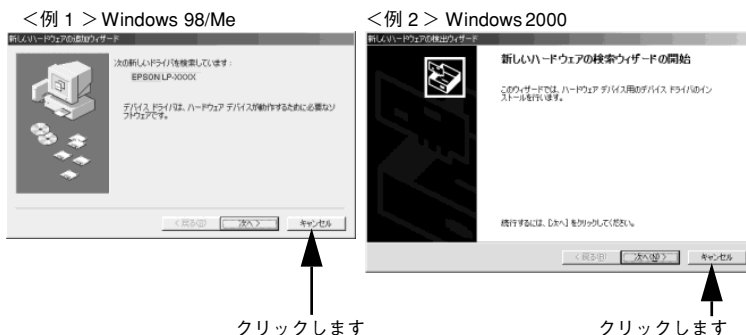 ＜例 1 ＞ Windows 98/Me
新しいハードウェアの追加ウィザード
次の新しいドライバを検索しています：
EPSON LP-XXXX
デバイス ドライバは、ハードウェア デバイスが動作するために必要なソ
フトウェアです。
< 戻る(B)
次へ >
キャンセル
クリックします
＜例 2 ＞ Windows 2000
新しいハードウェアの検出ウィザード
新しいハードウェアの検索ウィザードの開始
このウィザードでは、ハードウェア デバイス用のデバイス ドライバのイン
ストールを行います。
続行するには、[次へ] をクリックしてください。
< 戻る(B)
次へ(N) >
キャンセル
クリックします